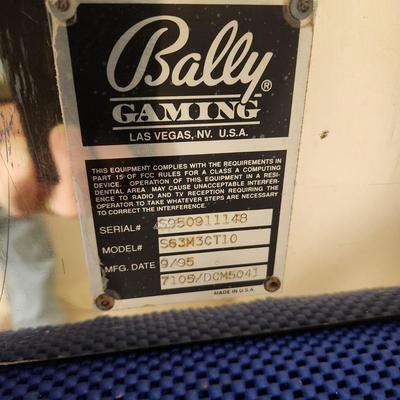 Bally®
GAMING
LAS VEGAS, NV. U.S.A.
THIS EQUIPMENT COMPLIES WITH THE REQUIREMENTS IN
PART 15 OF FCC RULES FOR A CLASS A COMPUTING
DEVICE. OPERATION OF THIS EQUIPMENT IN A RESI-
DENTIAL AREA MAY CAUSE UNACCEPTABLE INTERFER-
ENCE TO RADIO AND TV RECEPTION REQUIRING THE
OPERATOR TO TAKE WHATEVER STEPS ARE NECESSARY
TO CORRECT THE INTERFERENCE.
SERIAL# S950911148
MODEL# S63M3CT10
MFG. DATE 9/95
7105/DCM5041
MADE IN U.S.A.